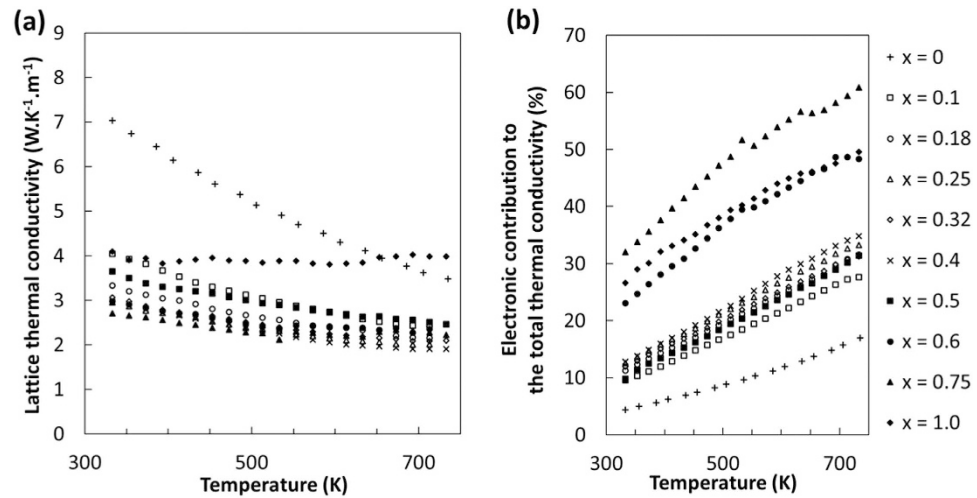 (a)
Lattice thermal conductivity (W.K⁻¹.m⁻¹)
9
8
7
6
5
4
3
2
1
0
300
500
700
Temperature (K)
(b)
Electronic contribution to
the total thermal conductivity (%)
70
60
50
40
30
20
10
0
300
500
700
Temperature (K)
x = 0
x = 0.1
x = 0.18
x = 0.25
x = 0.32
x = 0.4
x = 0.5
x = 0.6
x = 0.75
x = 1.0